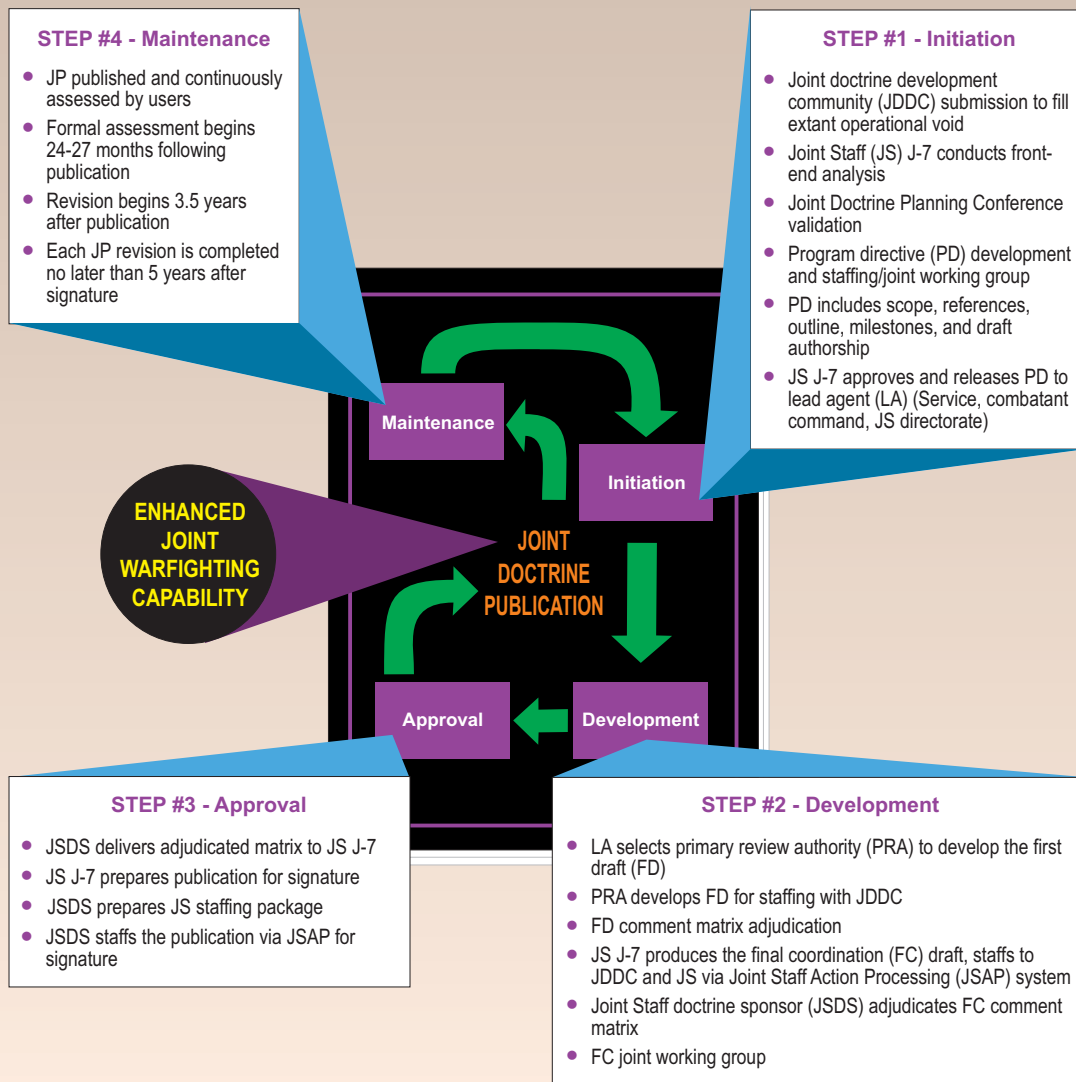 STEP #4 - Maintenance
• JP published and continuously
assessed by users
• Formal assessment begins
24-27 months following
publication
• Revision begins 3.5 years
after publication
• Each JP revision is completed
no later than 5 years after
signature
STEP #1 - Initiation
• Joint doctrine development
community (JDDC) submission to fill
extant operational void
• Joint Staff (JS) J-7 conducts front-
end analysis
• Joint Doctrine Planning Conference
validation
• Program directive (PD) development
and staffing/joint working group
• PD includes scope, references,
outline, milestones, and draft
authorship
• JS J-7 approves and releases PD to
lead agent (LA) (Service, combatant
command, JS directorate)
Maintenance
Initiation
ENHANCED
JOINT
WARFIGHTING
CAPABILITY
JOINT
DOCTRINE
PUBLICATION
Approval
Development
STEP #3 - Approval
• JSDS delivers adjudicated matrix to JS J-7
• JS J-7 prepares publication for signature
• JSDS prepares JS staffing package
• JSDS staffs the publication via JSAP for
signature
STEP #2 - Development
• LA selects primary review authority (PRA) to develop the first
draft (FD)
• PRA develops FD for staffing with JDDC
• FD comment matrix adjudication
• JS J-7 produces the final coordination (FC) draft, staffs to
JDDC and JS via Joint Staff Action Processing (JSAP) system
• Joint Staff doctrine sponsor (JSDS) adjudicates FC comment
matrix
• FC joint working group